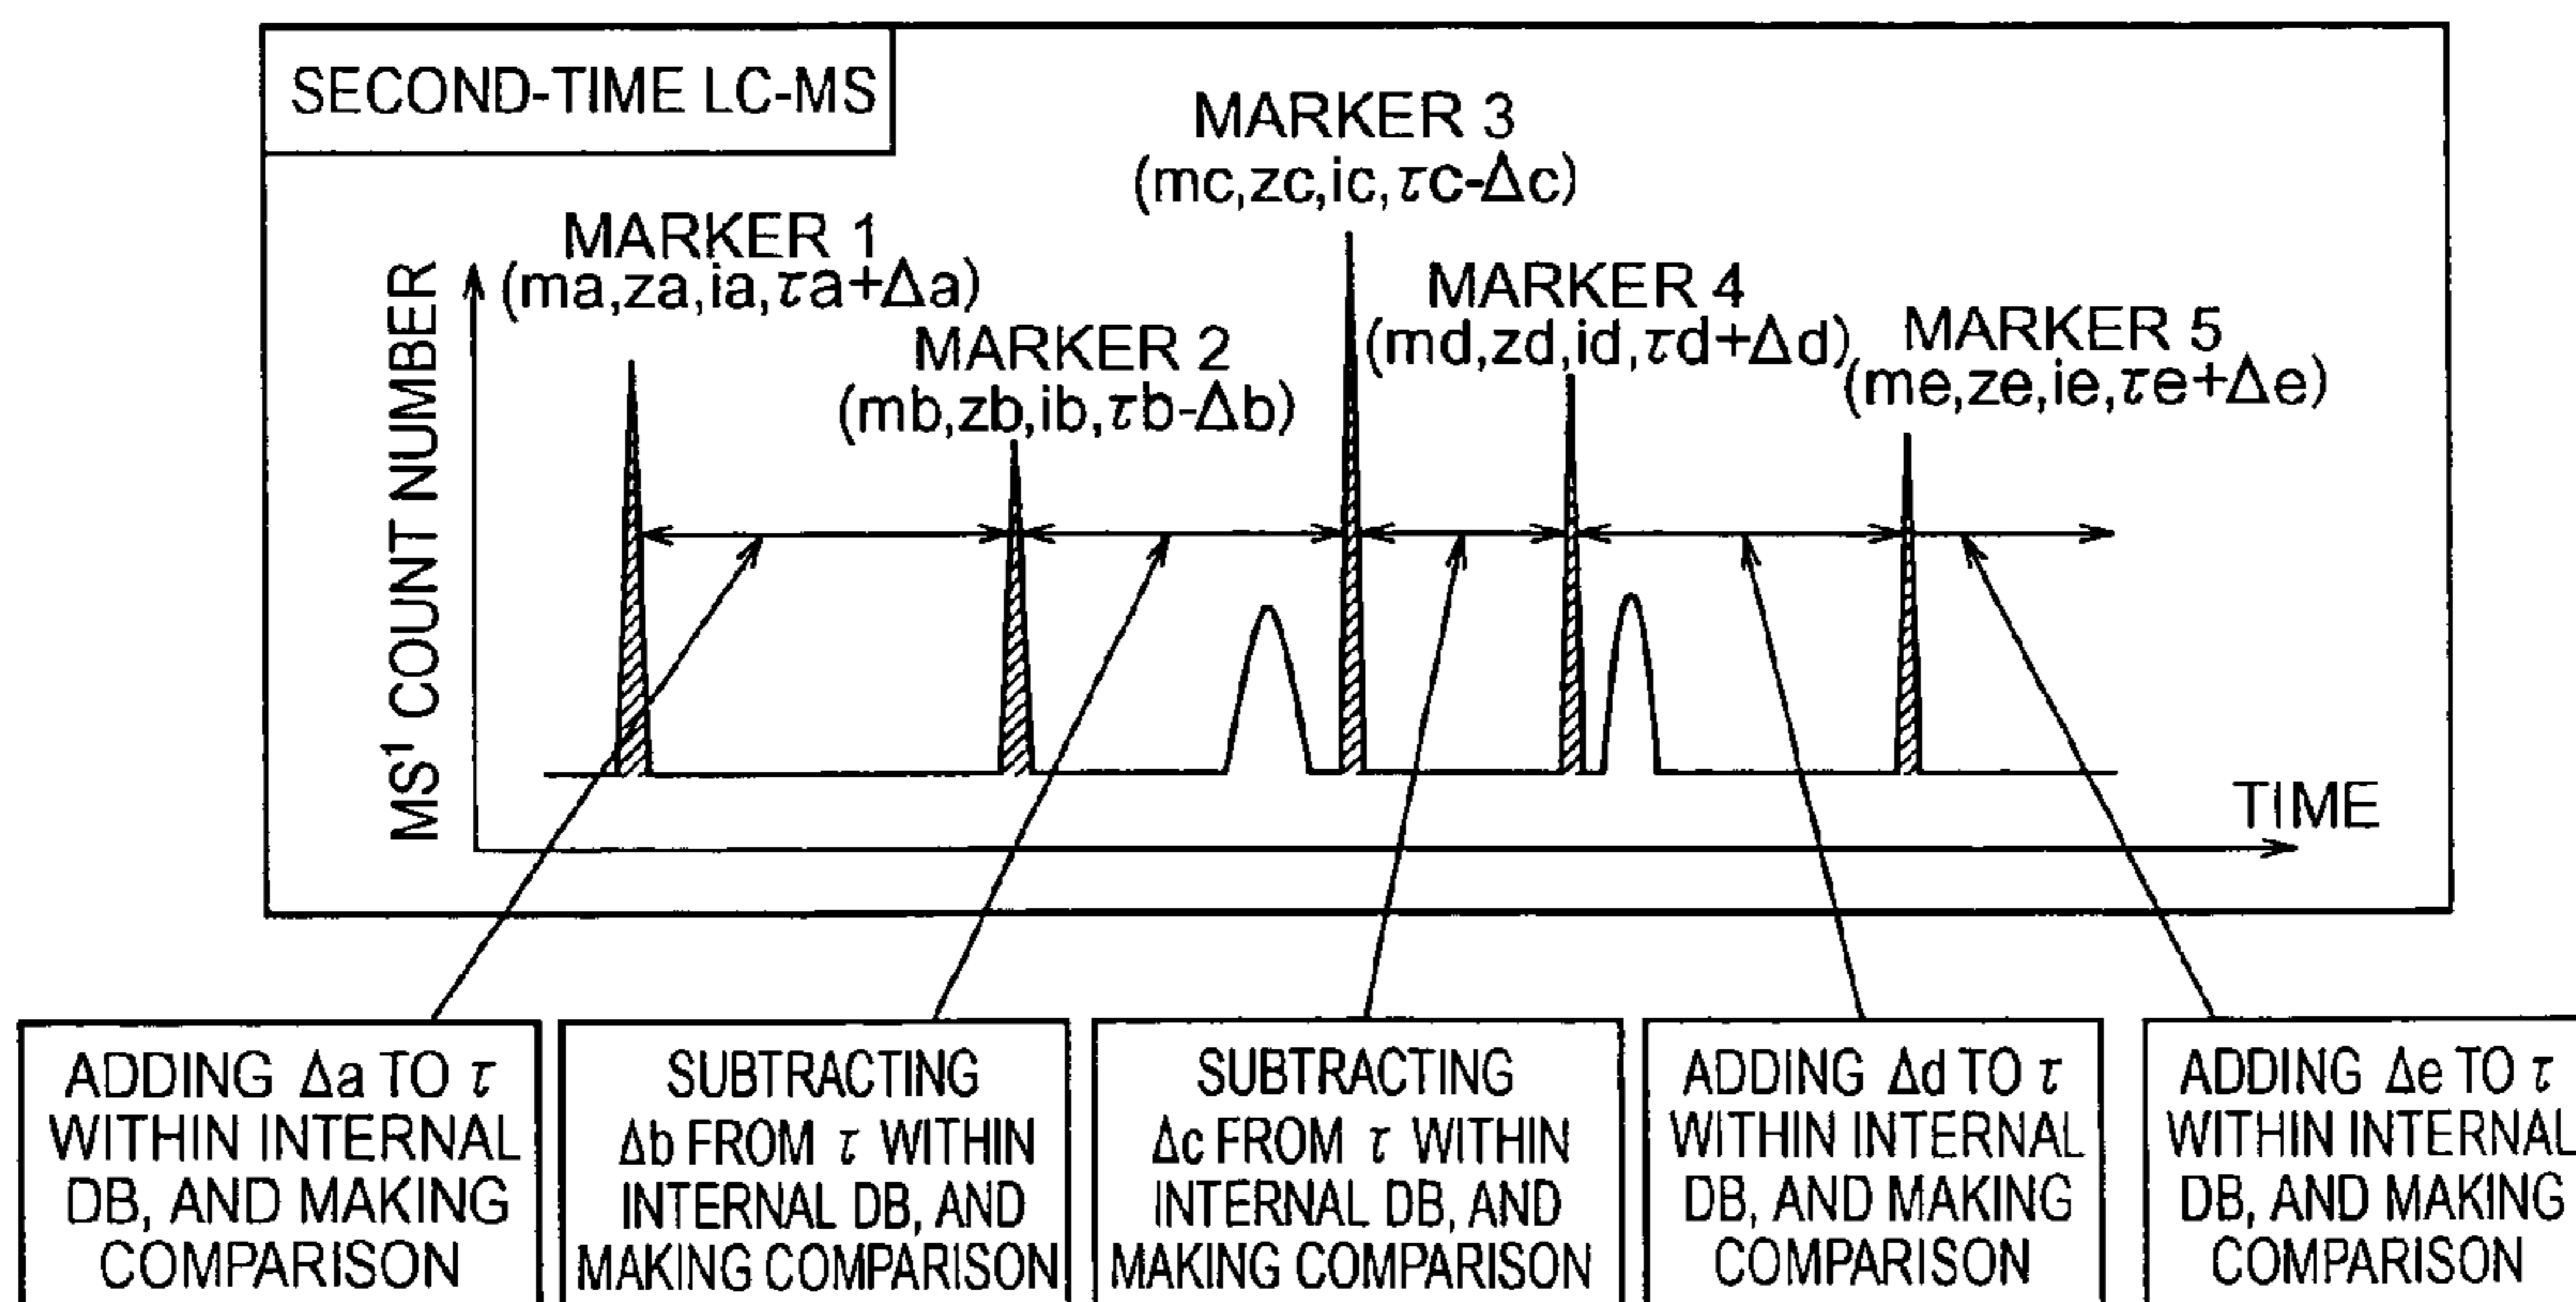 SECOND-TIME LC-MS
MARKER 1
(ma,za,ia,τa+Δa)
MARKER 2
(mb,zb,ib,τb-Δb)
MARKER 3
(mc,zc,ic,τc-Δc)
MARKER 4
(md,zd,id,τd+Δd)
MARKER 5
(me,ze,ie,τe+Δe)
MS¹ COUNT NUMBER
TIME
ADDING Δa TO τ
WITHIN INTERNAL
DB, AND MAKING
COMPARISON
SUBTRACTING
Δb FROM τ WITHIN
INTERNAL DB, AND
MAKING COMPARISON
SUBTRACTING
Δc FROM τ WITHIN
INTERNAL DB, AND
MAKING COMPARISON
ADDING Δd TO τ
WITHIN INTERNAL
DB, AND MAKING
COMPARISON
ADDING Δe TO τ
WITHIN INTERNAL
DB, AND MAKING
COMPARISON